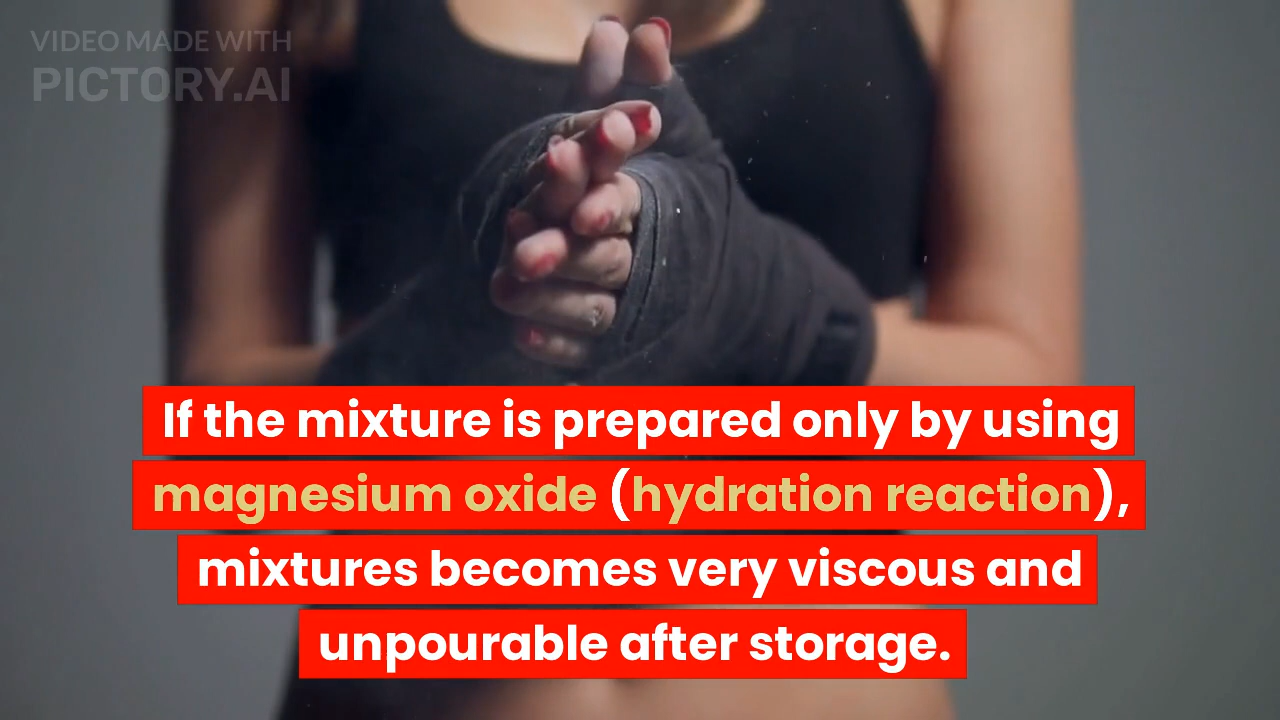 VIDEO MADE WITH
PICTORY.AI
If the mixture is prepared only by using
magnesium oxide (hydration reaction),
mixtures becomes very viscous and
unpourable after storage.